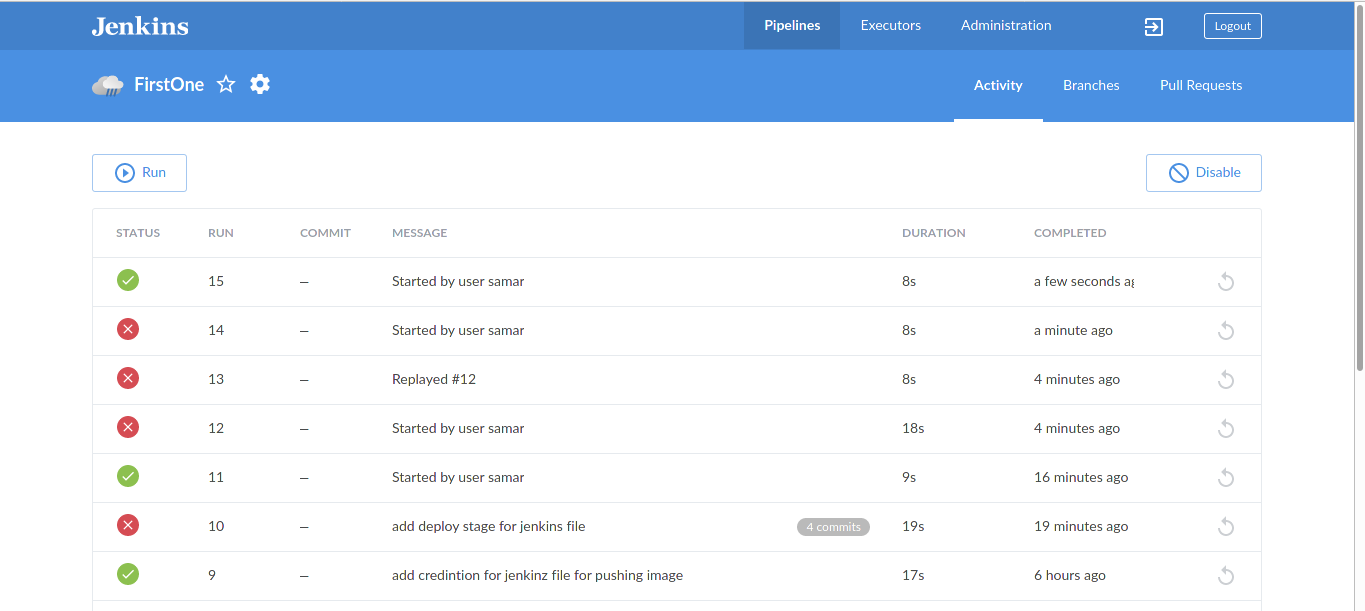 Jenkins Pipelines Executors Administration Logout
FirstOne Activity Branches Pull Requests
Run Disable
STATUS RUN COMMIT MESSAGE DURATION COMPLETED
15 – Started by user samar 8s a few seconds ag
14 – Started by user samar 8s a minute ago
13 – Replayed #12 8s 4 minutes ago
12 – Started by user samar 18s 4 minutes ago
11 – Started by user samar 9s 16 minutes ago
10 – add deploy stage for jenkins file 4 commits 19s 19 minutes ago
9 – add credintion for jenkinz file for pushing image 17s 6 hours ago